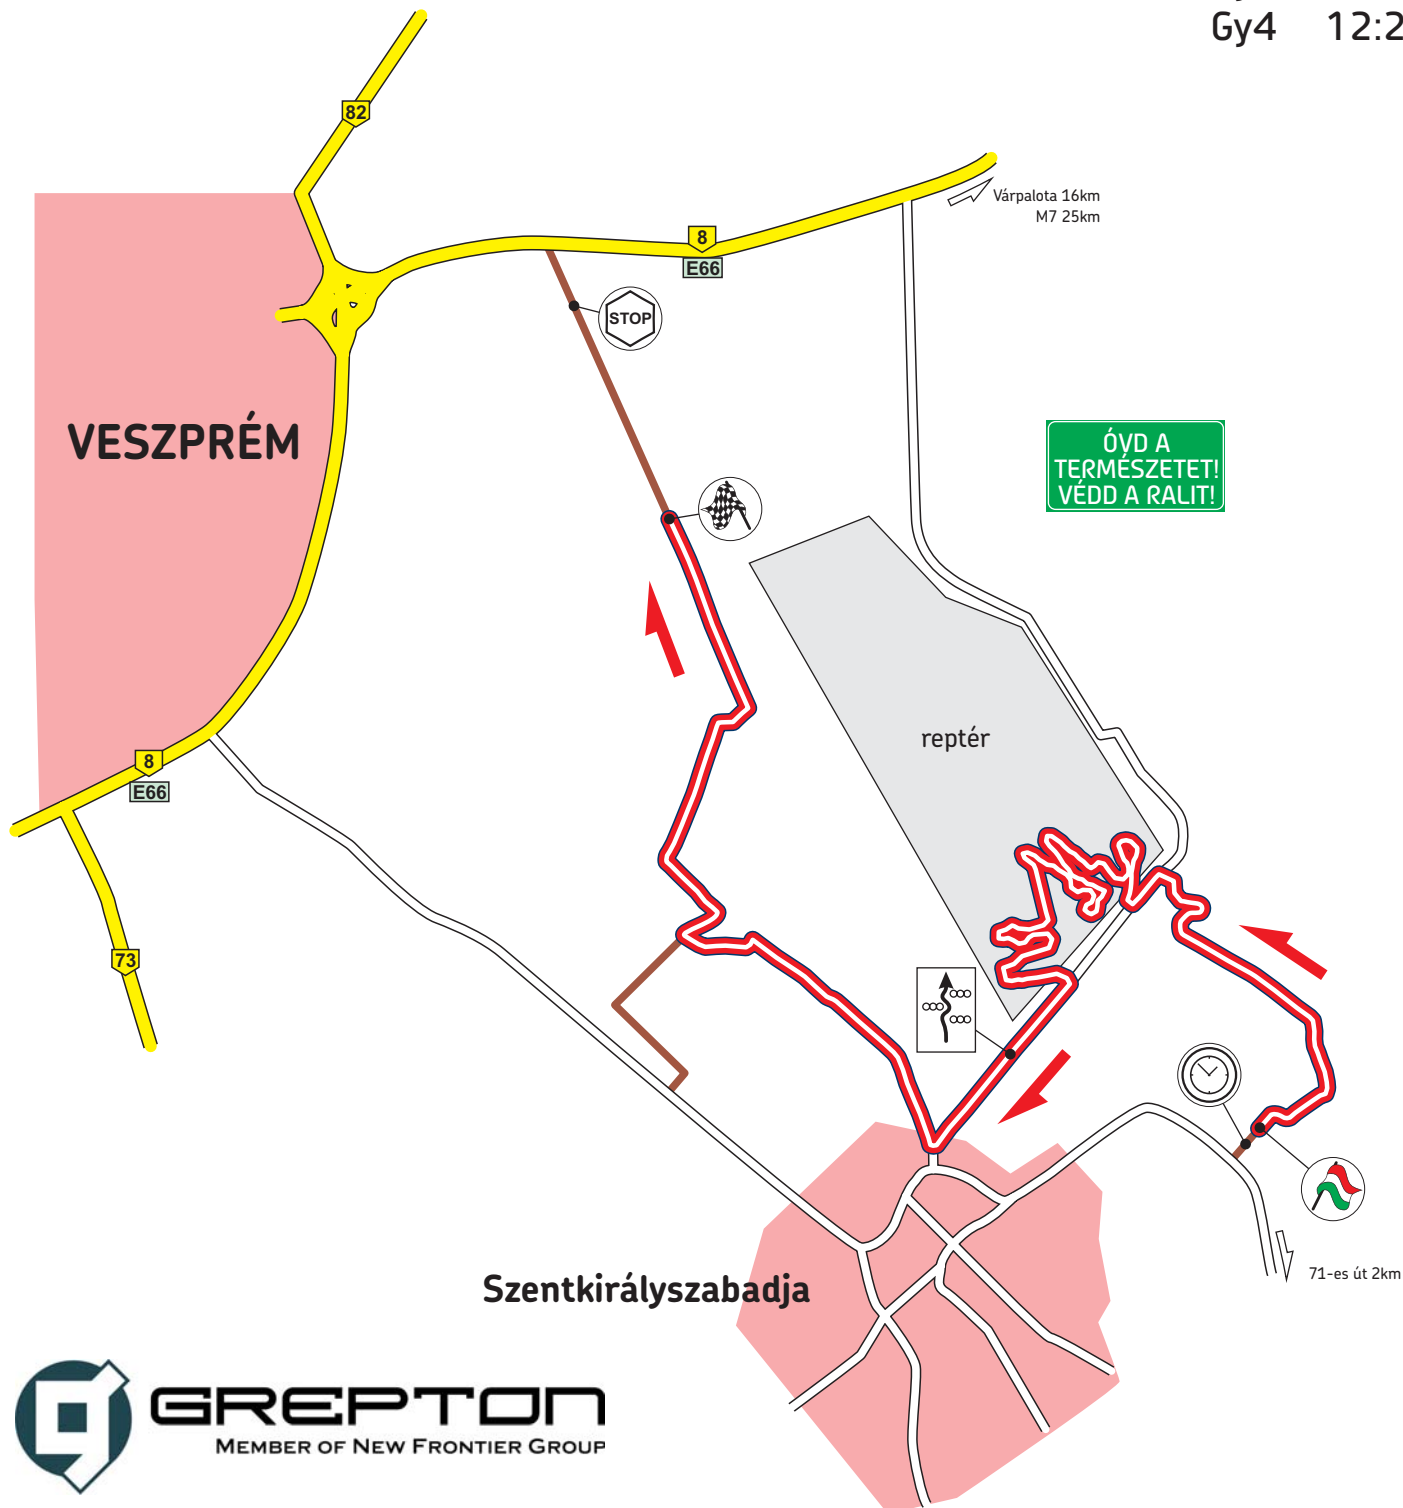 Gy4 12:2
82
Várpalota 16km
M7 25km
8
E66
STOP
VESZPRÉM
ÓVD A
TERMÉSZETET!
VÉDD A RALIT!
reptér
8
E66
73
71-es út 2km
Szentkirályszabadja
GREPTON
MEMBER OF NEW FRONTIER GROUP